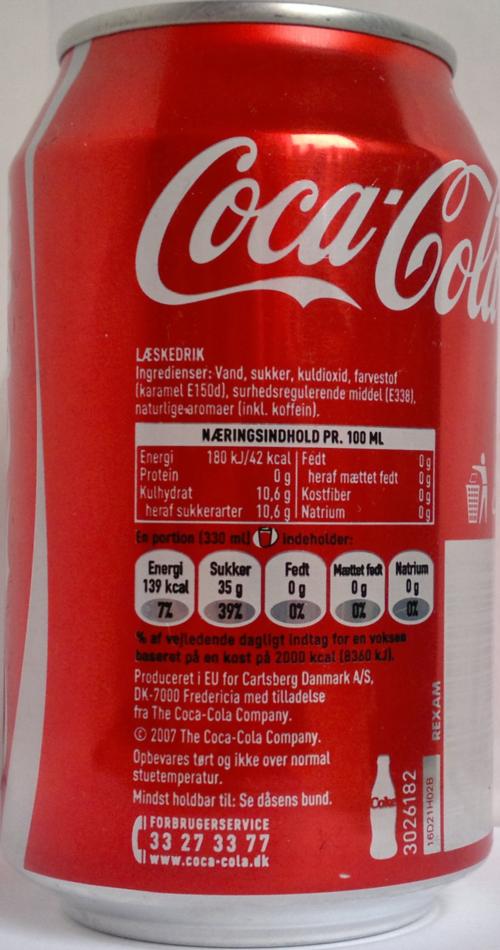 Coca-Cola
LÆSKEDRIK
Ingredienser: Vand, sukker, kuldioxid, farvestof
(karamel E150d), surhedsregulerende middel (E338),
naturlige aromaer (inkl. koffein).
NÆRINGSINDHOLD PR. 100 ML
Energi 180 kJ/42 kcal Fedt 0 g
Protein 0 g heraf mættet fedt 0 g
Kulhydrat 10,6 g Kostfiber 0 g
heraf sukkerarter 10,6 g Natrium 0 g
En portion (330 ml) indeholder:
Energi Sukker Fedt Mættet fedt Natrium
139 kcal 35 g 0 g 0 g 0 g
7% 39% 0% 0% 0%
% af vejledende dagligt indtag for en voksen
baseret på en kost på 2000 kcal (8360 kJ).
Produceret i EU for Carlsberg Danmark A/S,
DK-7000 Fredericia med tilladelse
fra The Coca-Cola Company.
© 2007 The Coca-Cola Company.
Opbevares tørt og ikke over normal
stuetemperatur.
Mindst holdbar til: Se dåsens bund.
FORBRUGERSERVICE
33 27 33 77
www.coca-cola.dk
Coke
3026182
16D21H02B
REXAM